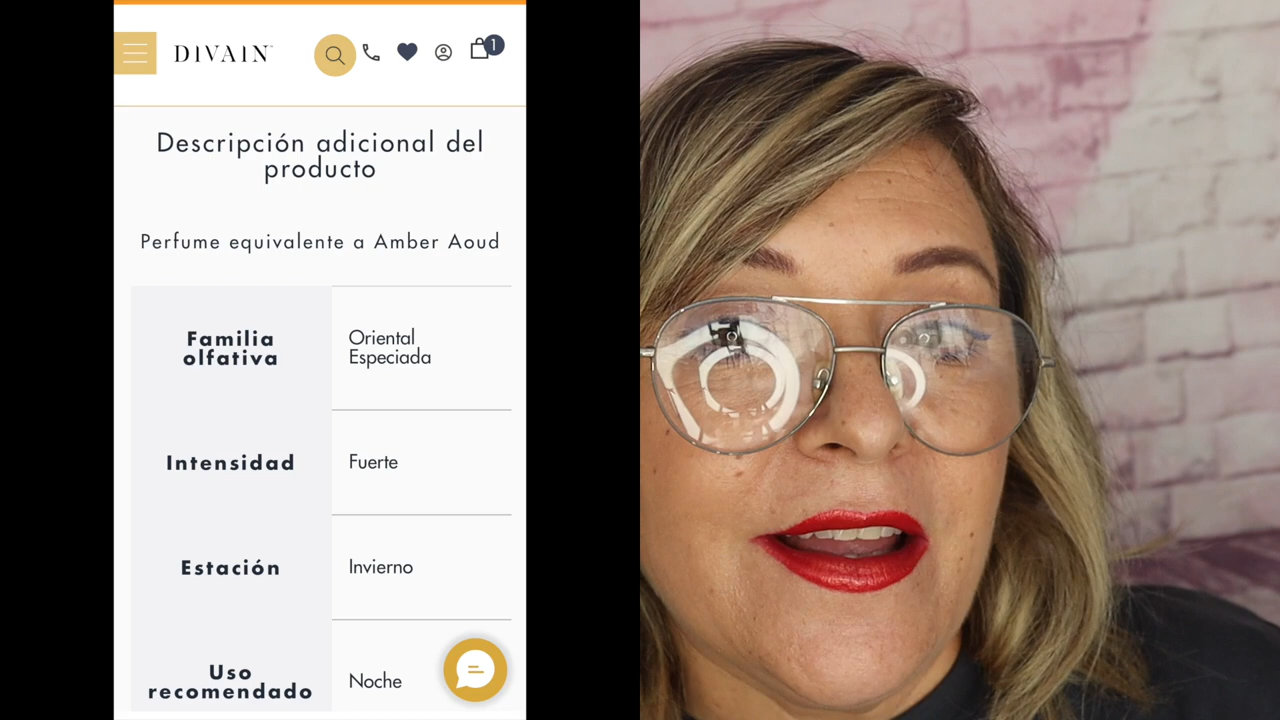 DIVAIN
1
Descripción adicional del
producto
Perfume equivalente a Amber Aoud
Familia
olfativa
Oriental
Especiada
Intensidad
Fuerte
Estación
Invierno
Uso
recomendado
Noche